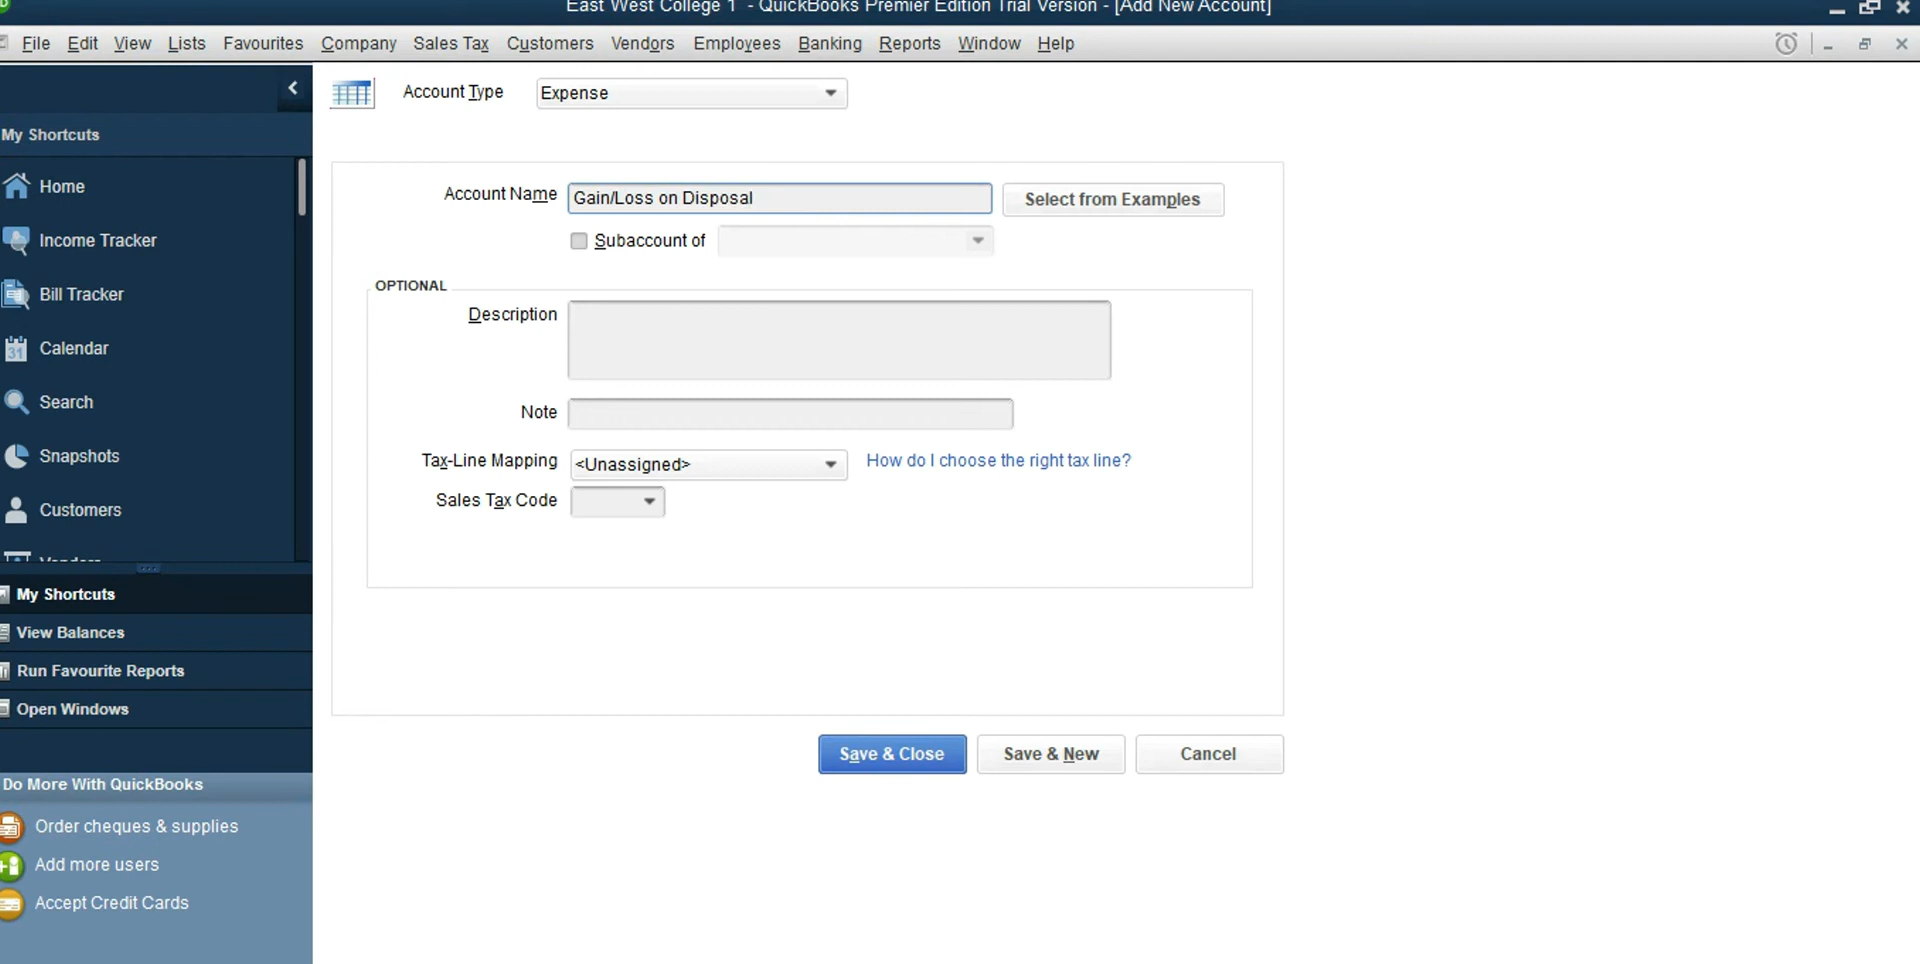 East West College 1 - QuickBooks Premier Edition Trial Version - [Add New Account]
File Edit View Lists Favourites Company Sales Tax Customers Vendors Employees Banking Reports Window Help
Account Type Expense
My Shortcuts
Home
Income Tracker
Bill Tracker
Calendar
31
Search
Snapshots
Customers
Vendors
My Shortcuts
View Balances
Run Favourite Reports
Open Windows
Do More With QuickBooks
Order cheques & supplies
Add more users
Accept Credit Cards
Account Name Gain/Loss on Disposal Select from Examples
Subaccount of
OPTIONAL
Description
Note
Tax-Line Mapping <Unassigned> How do I choose the right tax line?
Sales Tax Code
Save & Close Save & New Cancel